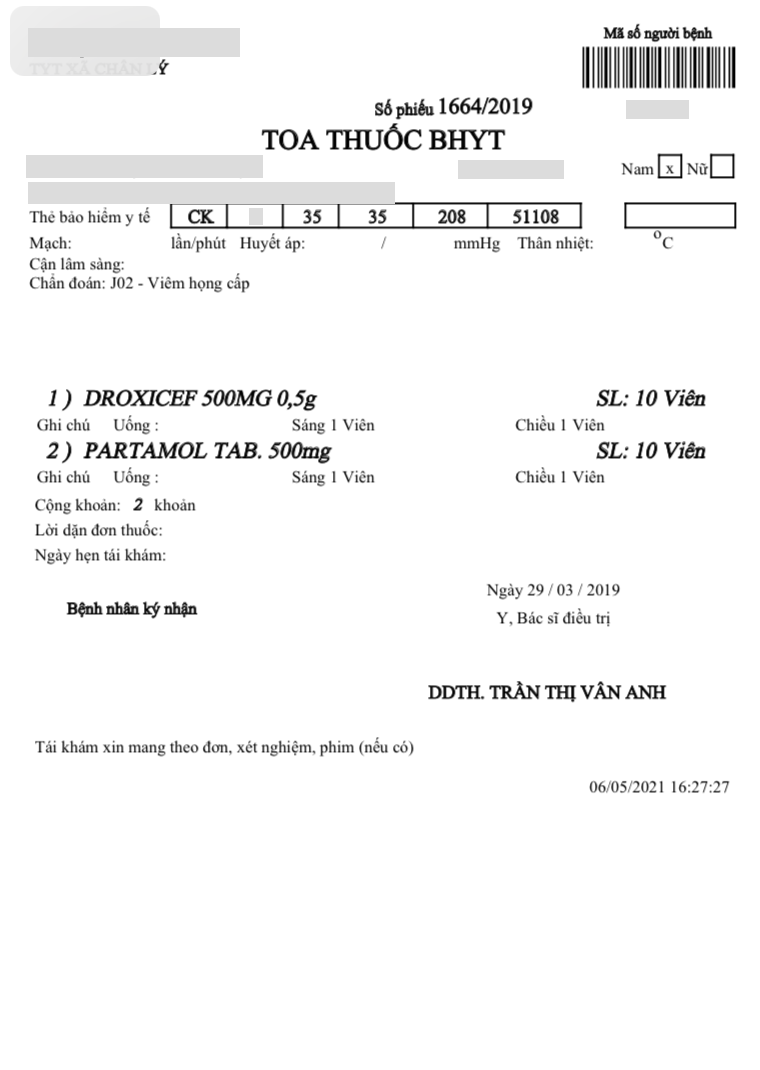 Mã số người bệnh
TYT XÃ CHÂN LÝ
Số phiếu 1664/2019
TOA THUỐC BHYT
Nam x Nữ
Thẻ bảo hiểm y tế CK 35 35 208 51108
Mạch: lần/phút Huyết áp: / mmHg Thân nhiệt: °C
Cận lâm sàng:
Chẩn đoán: J02 - Viêm họng cấp
1 ) DROXICEF 500MG 0,5g SL: 10 Viên
Ghi chú Uống : Sáng 1 Viên Chiều 1 Viên
2 ) PARTAMOL TAB. 500mg SL: 10 Viên
Ghi chú Uống : Sáng 1 Viên Chiều 1 Viên
Cộng khoản: 2 khoản
Lời dặn đơn thuốc:
Ngày hẹn tái khám:
Ngày 29 / 03 / 2019
Bệnh nhân ký nhận
Y, Bác sĩ điều trị
DDTH. TRẦN THỊ VÂN ANH
Tái khám xin mang theo đơn, xét nghiệm, phim (nếu có)
06/05/2021 16:27:27